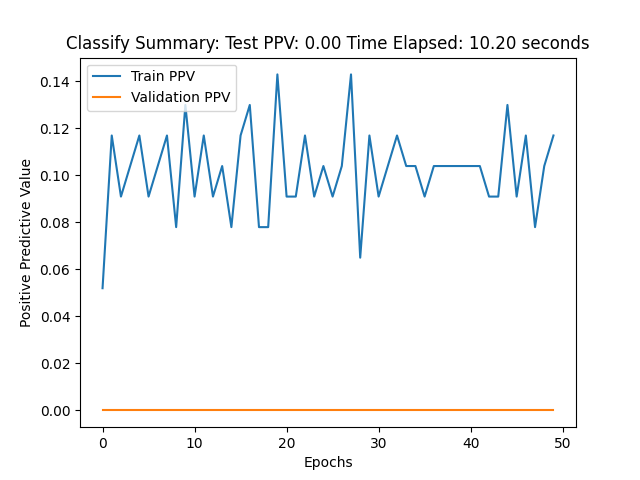 Classify Summary: Test PPV: 0.00 Time Elapsed: 10.20 seconds
Train PPV
Validation PPV
Positive Predictive Value
0.14
0.12
0.10
0.08
0.06
0.04
0.02
0.00
0 10 20 30 40 50
Epochs